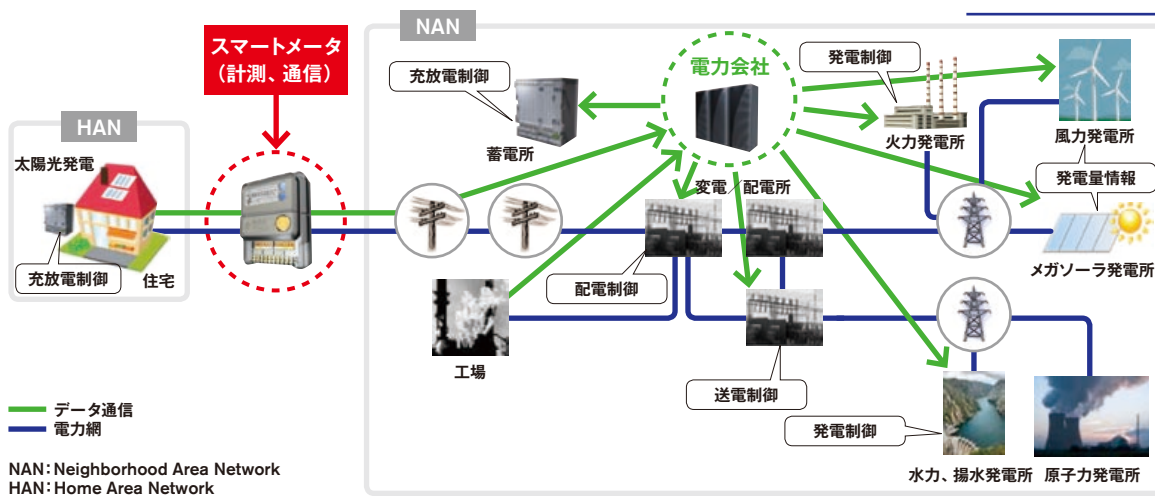 NAN
スマートメータ
（計測、通信）
HAN
太陽光発電
充放電制御
住宅
充放電制御
蓄電所
電力会社
発電制御
火力発電所
風力発電所
発電量情報
メガソーラ発電所
変電／配電所
配電制御
工場
送電制御
発電制御
水力、揚水発電所
原子力発電所
データ通信
電力網
NAN：Neighborhood Area Network
HAN：Home Area Network